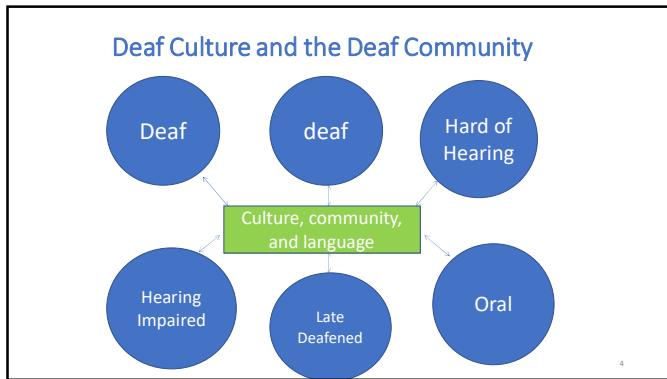 Deaf Culture and the Deaf Community
Deaf
deaf
Hard of
Hearing
Culture, community,
and language
Hearing
Impaired
Late
Deafened
Oral
4